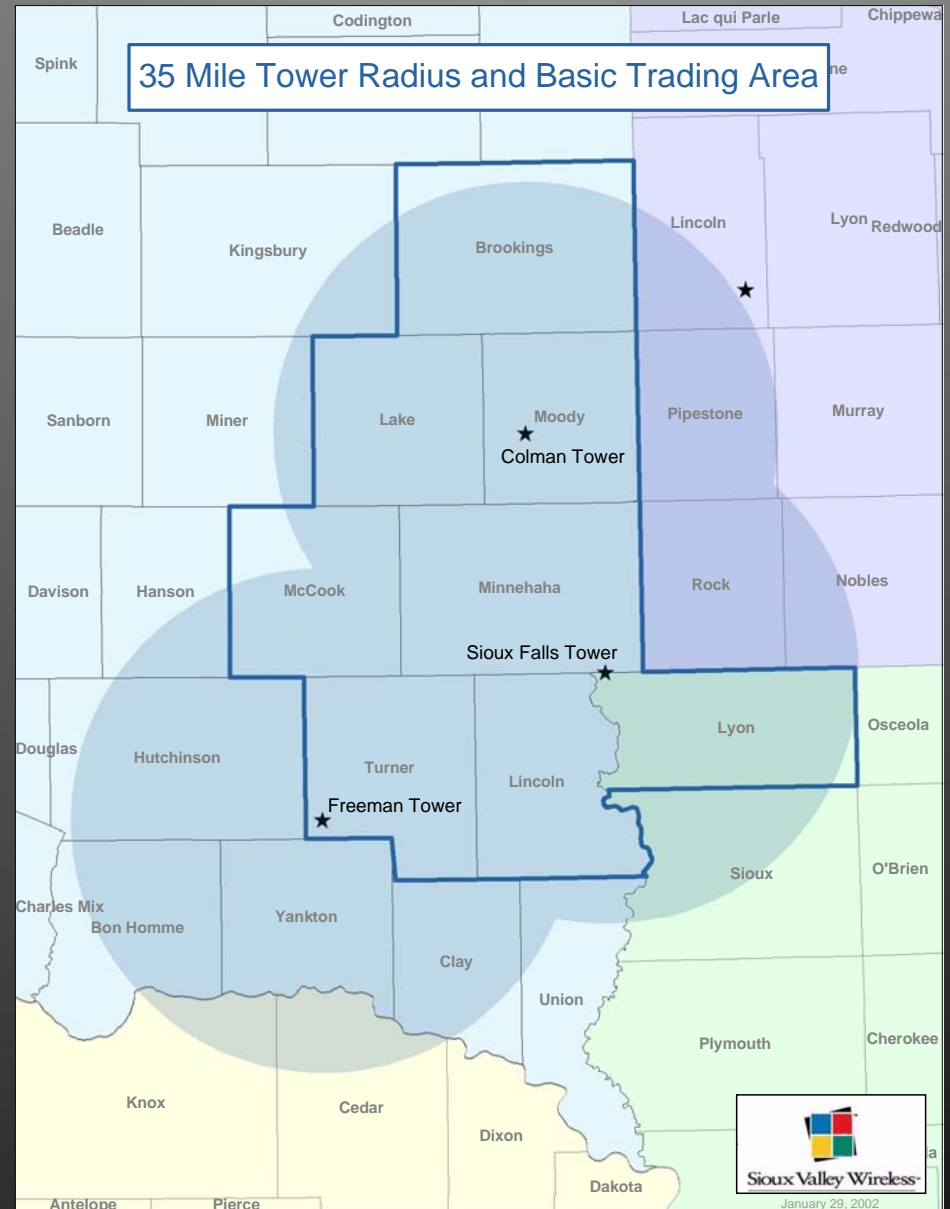 Codington
Lac qui Parle
Chippewa
Spink
35 Mile Tower Radius and Basic Trading Area
ne
Beadle
Kingsbury
Brookings
Lincoln
Lyon
Redwood
Sanborn
Miner
Lake
Moody
Pipestone
Murray
Colman Tower
Davison
Hanson
McCook
Minnehaha
Rock
Nobles
Sioux Falls Tower
Douglas
Hutchinson
Turner
Lincoln
Lyon
Osceola
Freeman Tower
Charles Mix
Bon Homme
Yankton
Clay
Sioux
O'Brien
Union
Plymouth
Cherokee
Knox
Cedar
Dixon
la
Sioux Valley Wireless
Dakota
Antelope
Pierce
January 29, 2002